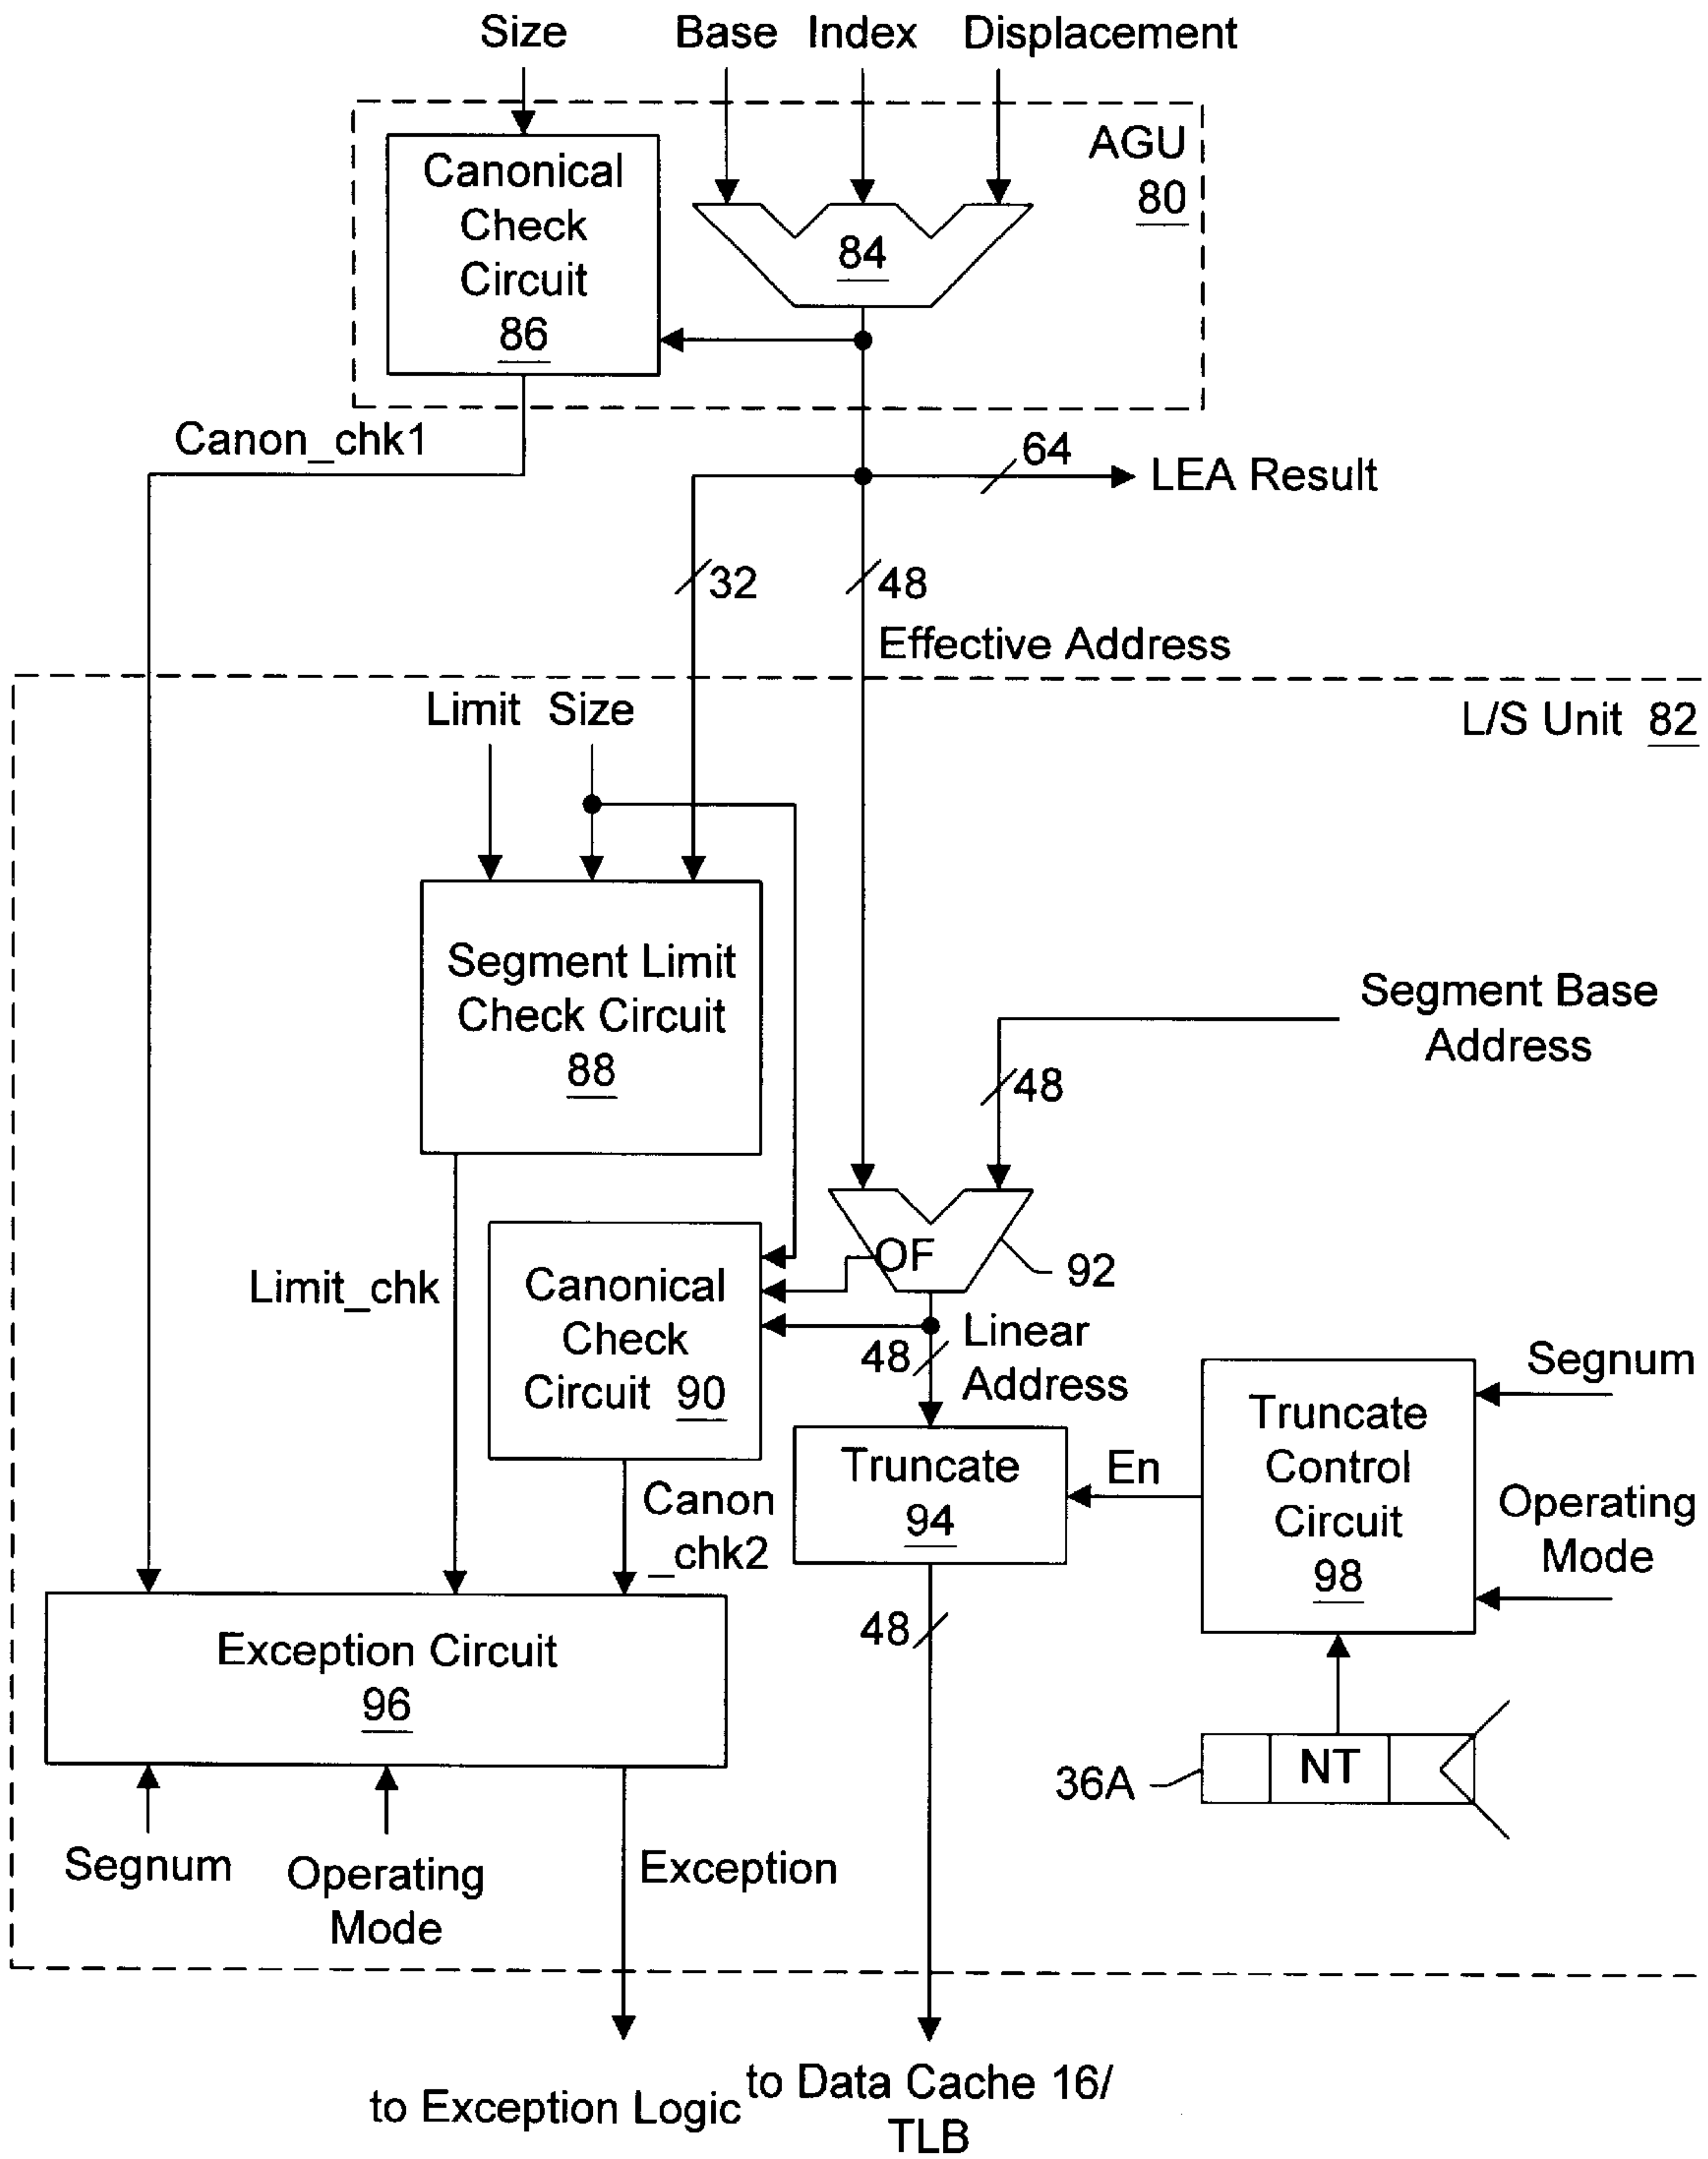 Size
Base
Index
Displacement
AGU
80
Canonical
Check
Circuit
86
84
Canon_chk1
64
LEA Result
32
48
Effective Address
L/S Unit 82
Limit
Size
Segment Limit
Check Circuit
88
Segment Base
Address
48
OF
92
Limit_chk
Canonical
Check
Circuit 90
48
Linear
Address
Segnum
Truncate
Control
Circuit
98
Operating
Mode
Truncate
94
En
Canon
_chk2
48
Exception Circuit
96
36A
NT
Segnum
Operating
Mode
Exception
to Exception Logic
to Data Cache 16/
TLB